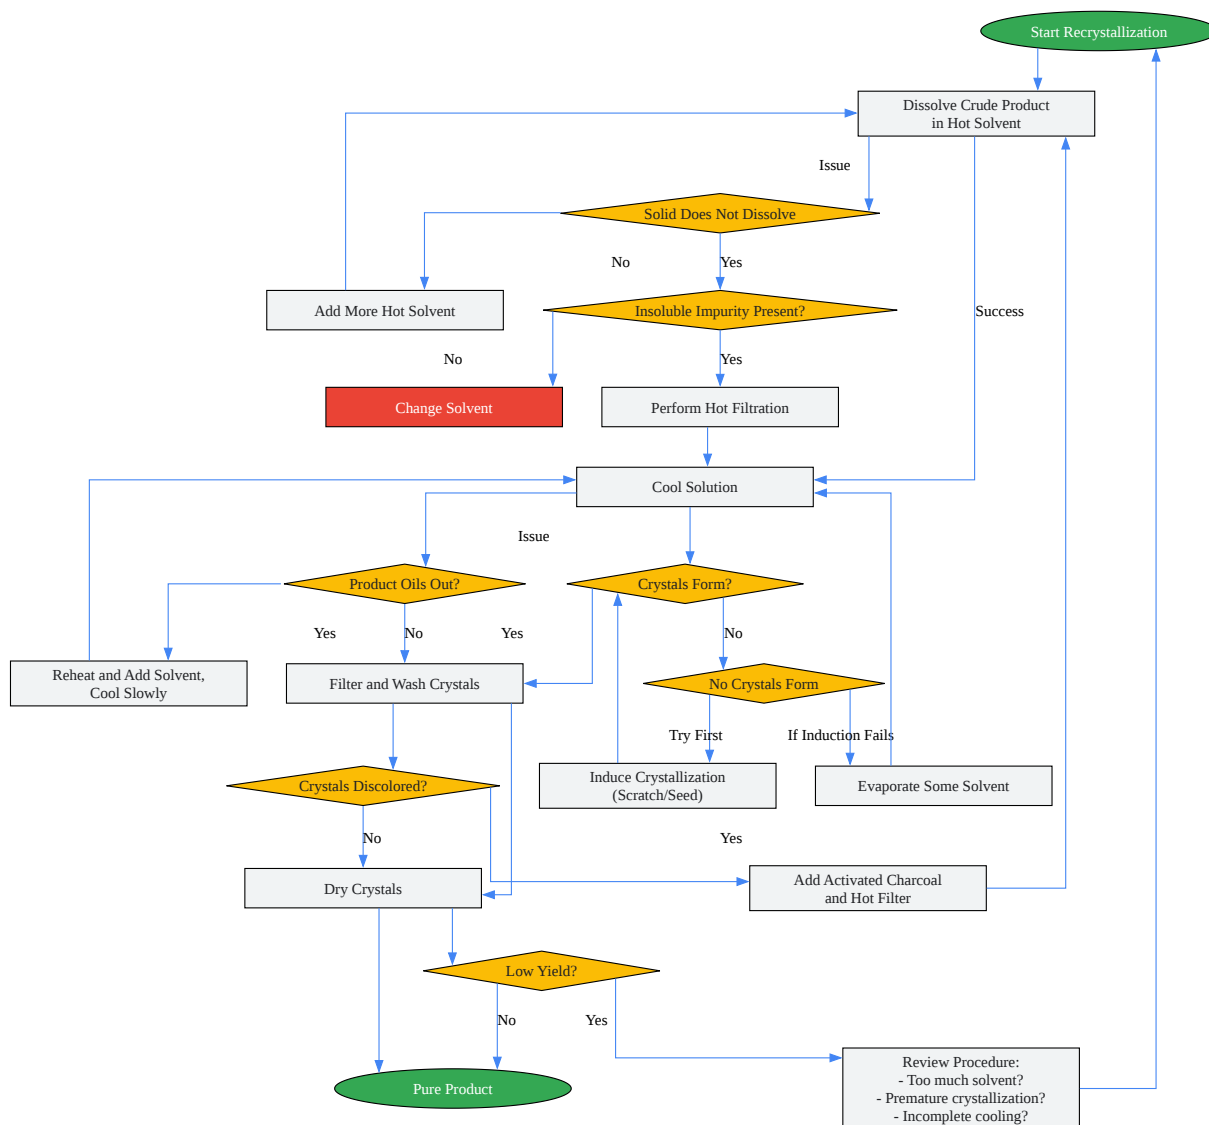 Start Recrystallization
Dissolve Crude Product
in Hot Solvent
Issue
Solid Does Not Dissolve
No
Yes
Add More Hot Solvent
Insoluble Impurity Present?
Success
No
Yes
Change Solvent
Perform Hot Filtration
Cool Solution
Issue
Product Oils Out?
Crystals Form?
Yes
No
Yes
No
Reheat and Add Solvent,
Cool Slowly
Filter and Wash Crystals
No Crystals Form
Try First
If Induction Fails
Crystals Discolored?
Induce Crystallization
(Scratch/Seed)
Evaporate Some Solvent
No
Yes
Dry Crystals
Add Activated Charcoal
and Hot Filter
Low Yield?
No
Yes
Review Procedure:
- Too much solvent?
- Premature crystallization?
- Incomplete cooling?
Pure Product